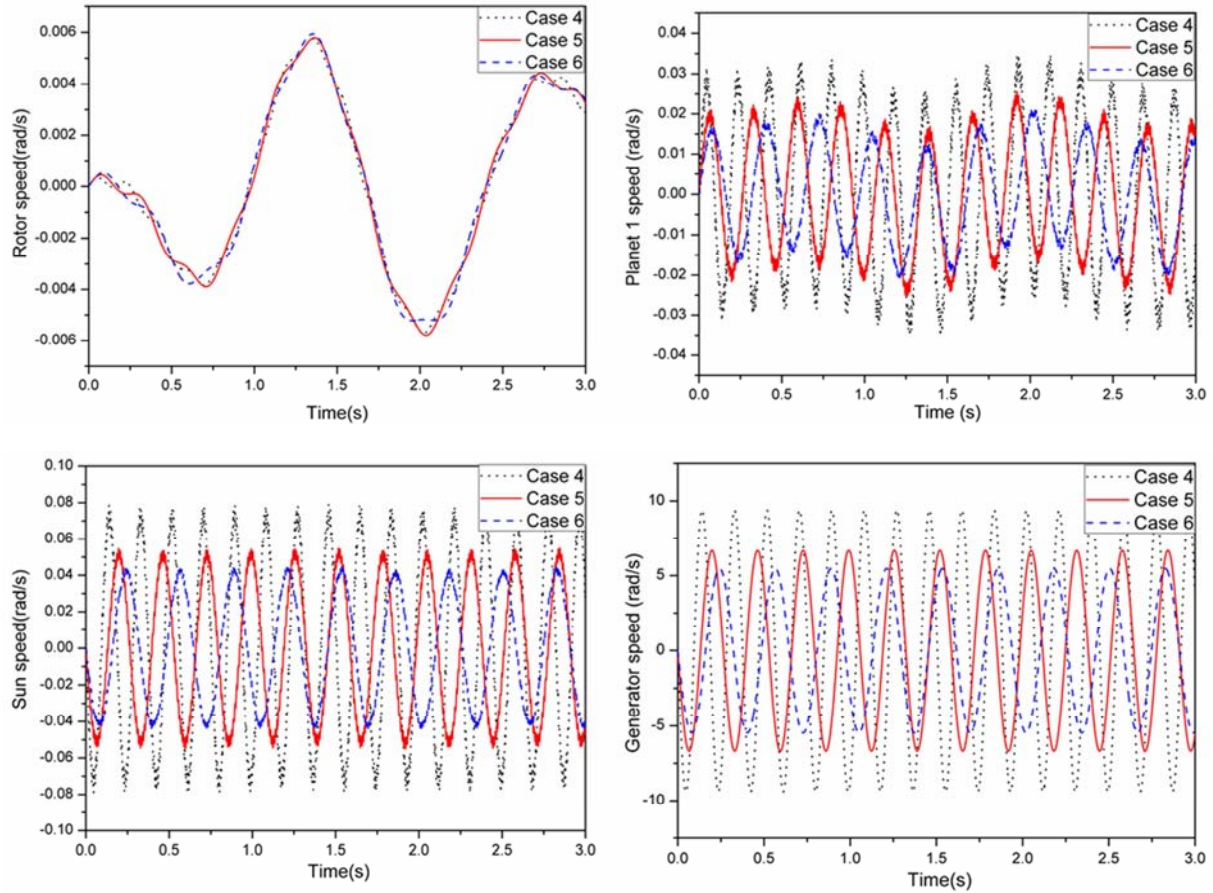 Case 4
Case 5
Case 6
0.006
0.004
0.002
0.000
-0.002
-0.004
-0.006
Rotor speed(rad/s)
0.0 0.5 1.0 1.5 2.0 2.5 3.0
Time(s)
Case 4
Case 5
Case 6
0.04
0.03
0.02
0.01
0.00
-0.01
-0.02
-0.03
-0.04
Planet 1 speed (rad/s)
0.0 0.5 1.0 1.5 2.0 2.5 3.0
Time (s)
Case 4
Case 5
Case 6
0.10
0.08
0.06
0.04
0.02
0.00
-0.02
-0.04
-0.06
-0.08
-0.10
Sun speed(rad/s)
0.0 0.5 1.0 1.5 2.0 2.5 3.0
Time(s)
Case 4
Case 5
Case 6
10
5
0
-5
-10
Generator speed (rad/s)
0.0 0.5 1.0 1.5 2.0 2.5 3.0
Time(s)